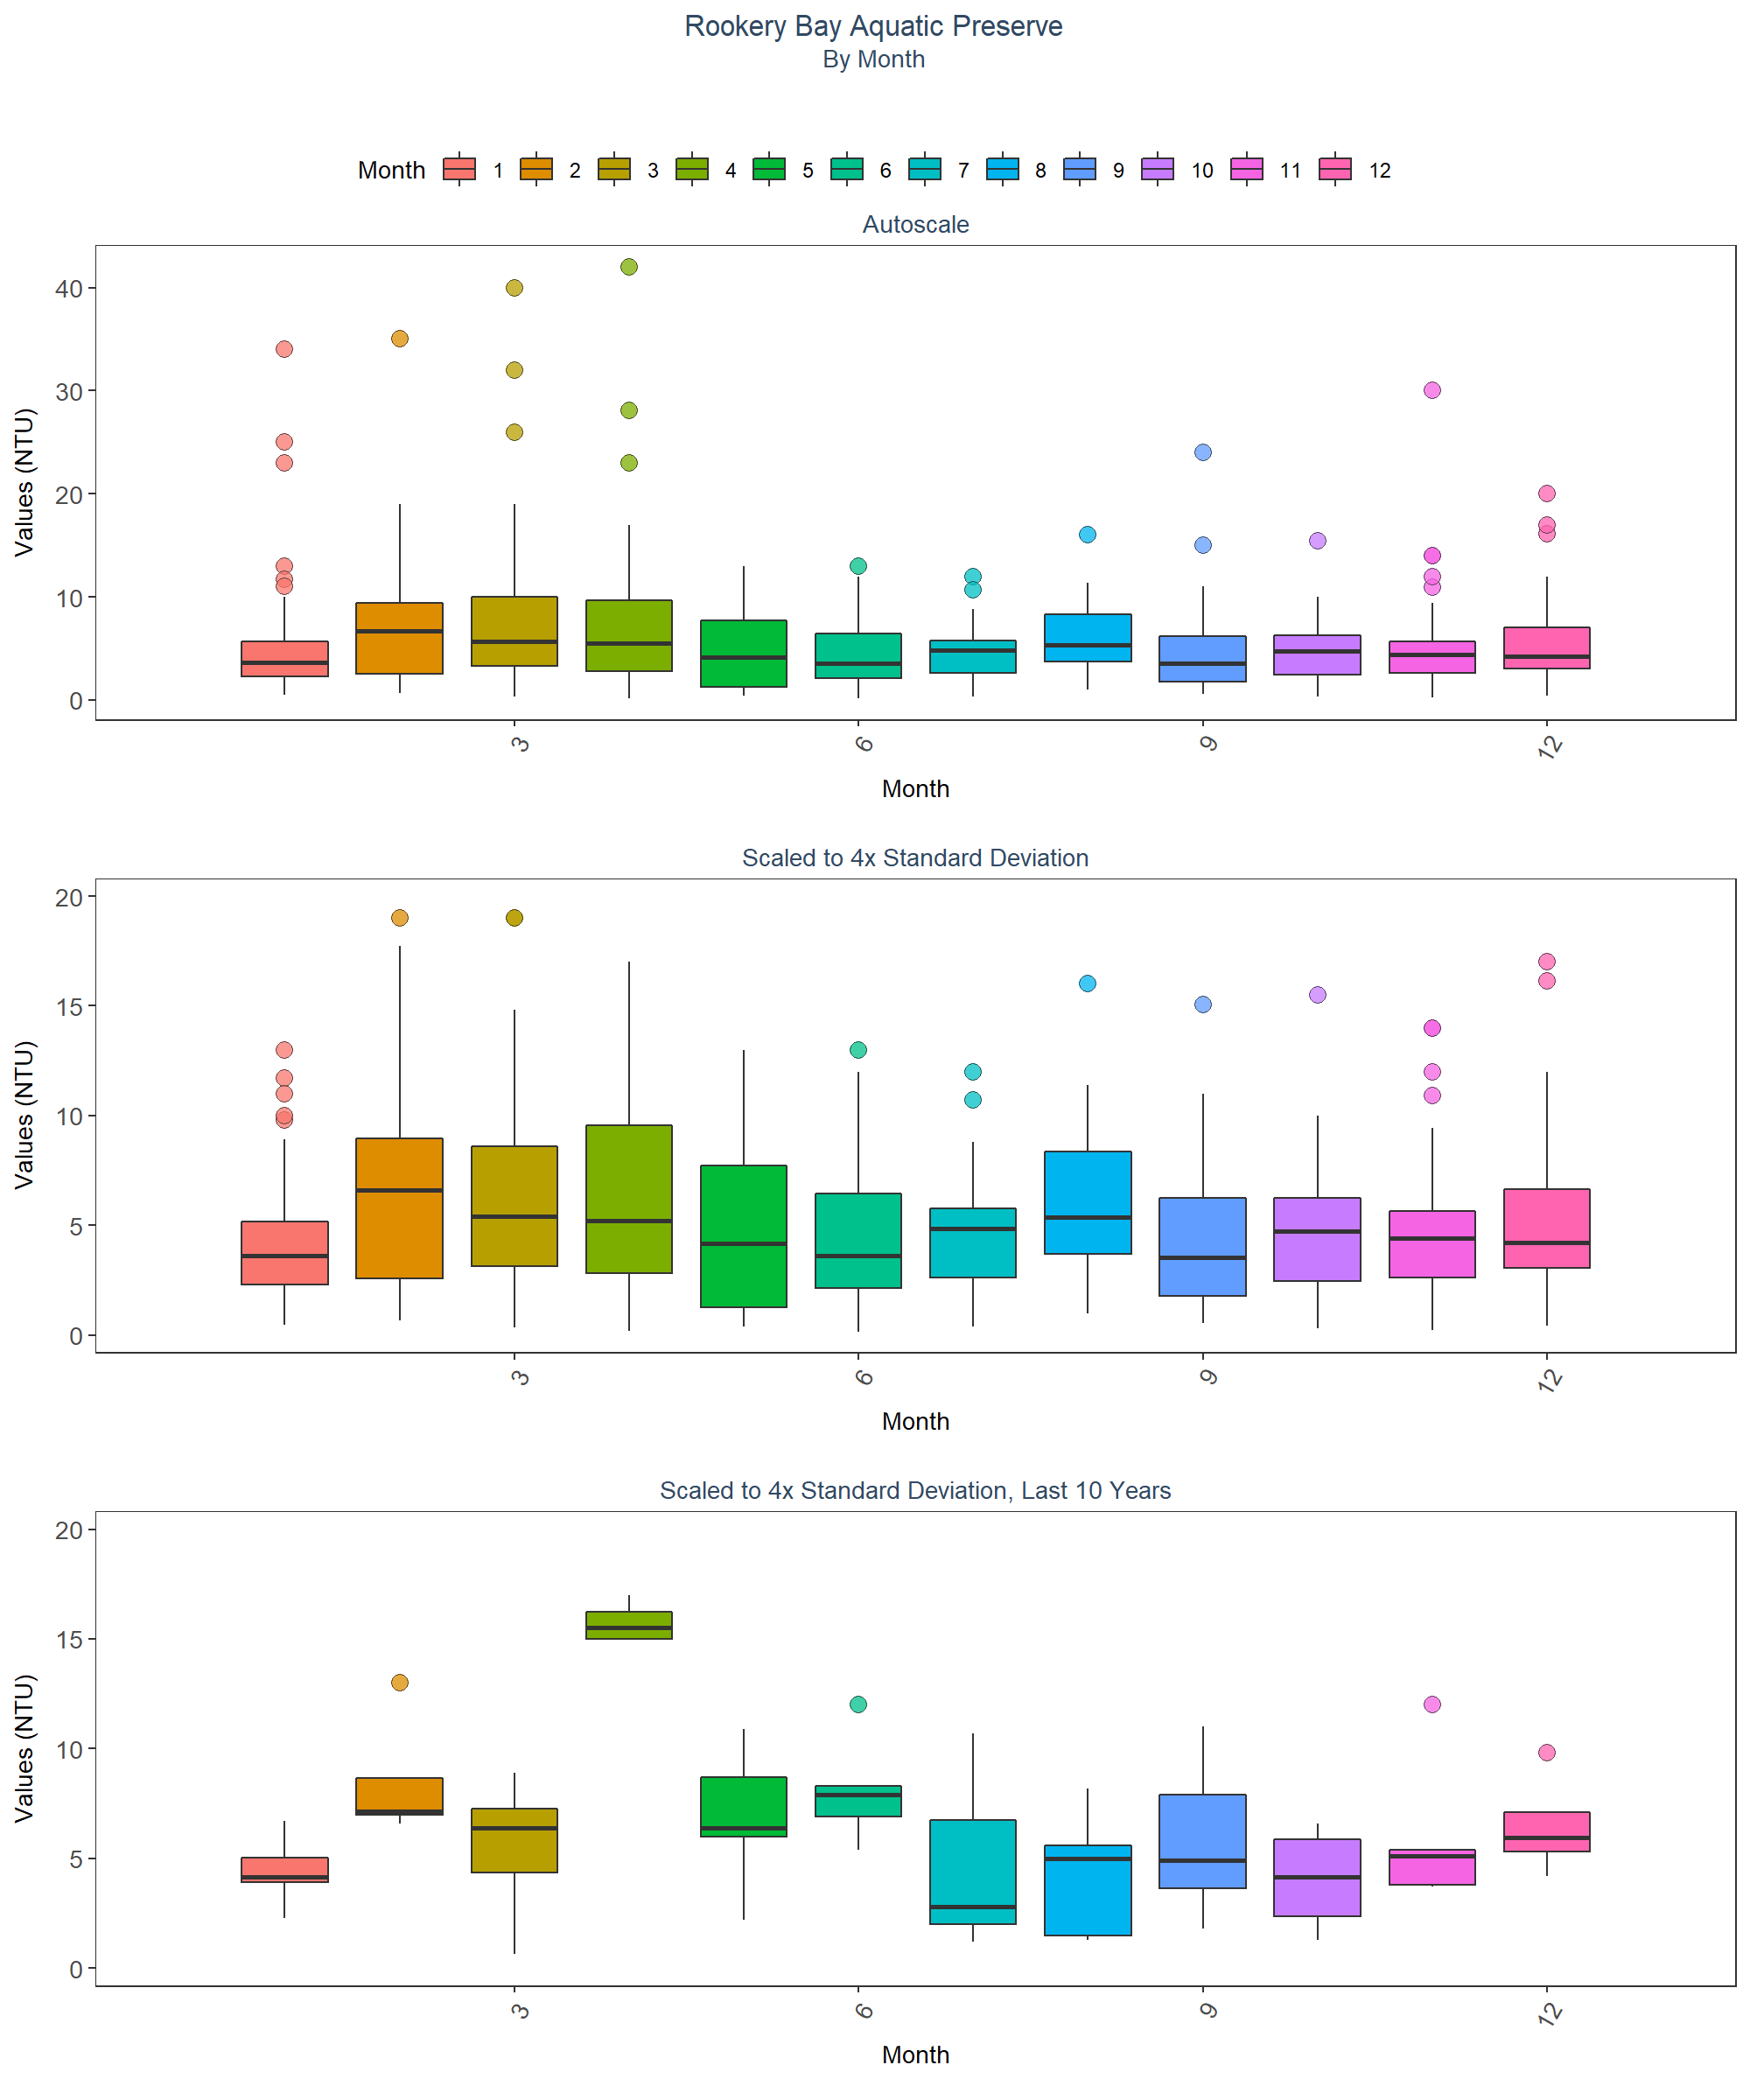 Rookery Bay Aquatic Preserve
By Month
Month 1 2 3 4 5 6 7 8 9 10 11 12
Autoscale
Values (NTU)
40
30
20
10
0
3 6 9 12
Month
Scaled to 4x Standard Deviation
Values (NTU)
20
15
10
5
0
3 6 9 12
Month
Scaled to 4x Standard Deviation, Last 10 Years
Values (NTU)
20
15
10
5
0
3 6 9 12
Month